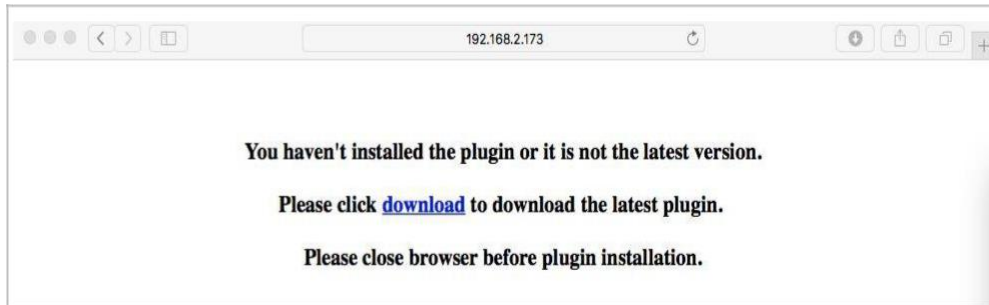 192.168.2.173
You haven't installed the plugin or it is not the latest version.
Please click download to download the latest plugin.
Please close browser before plugin installation.